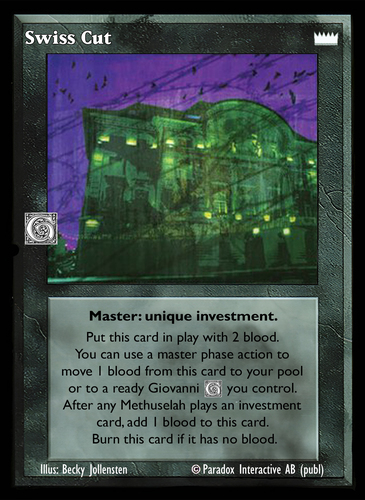 Swiss Cut
Master: unique investment.
Put this card in play with 2 blood.
You can use a master phase action to
move 1 blood from this card to your pool
or to a ready Giovanni you control.
After any Methuselah plays an investment
card, add 1 blood to this card.
Burn this card if it has no blood.
Illus: Becky Jollensten © Paradox Interactive AB (publ)